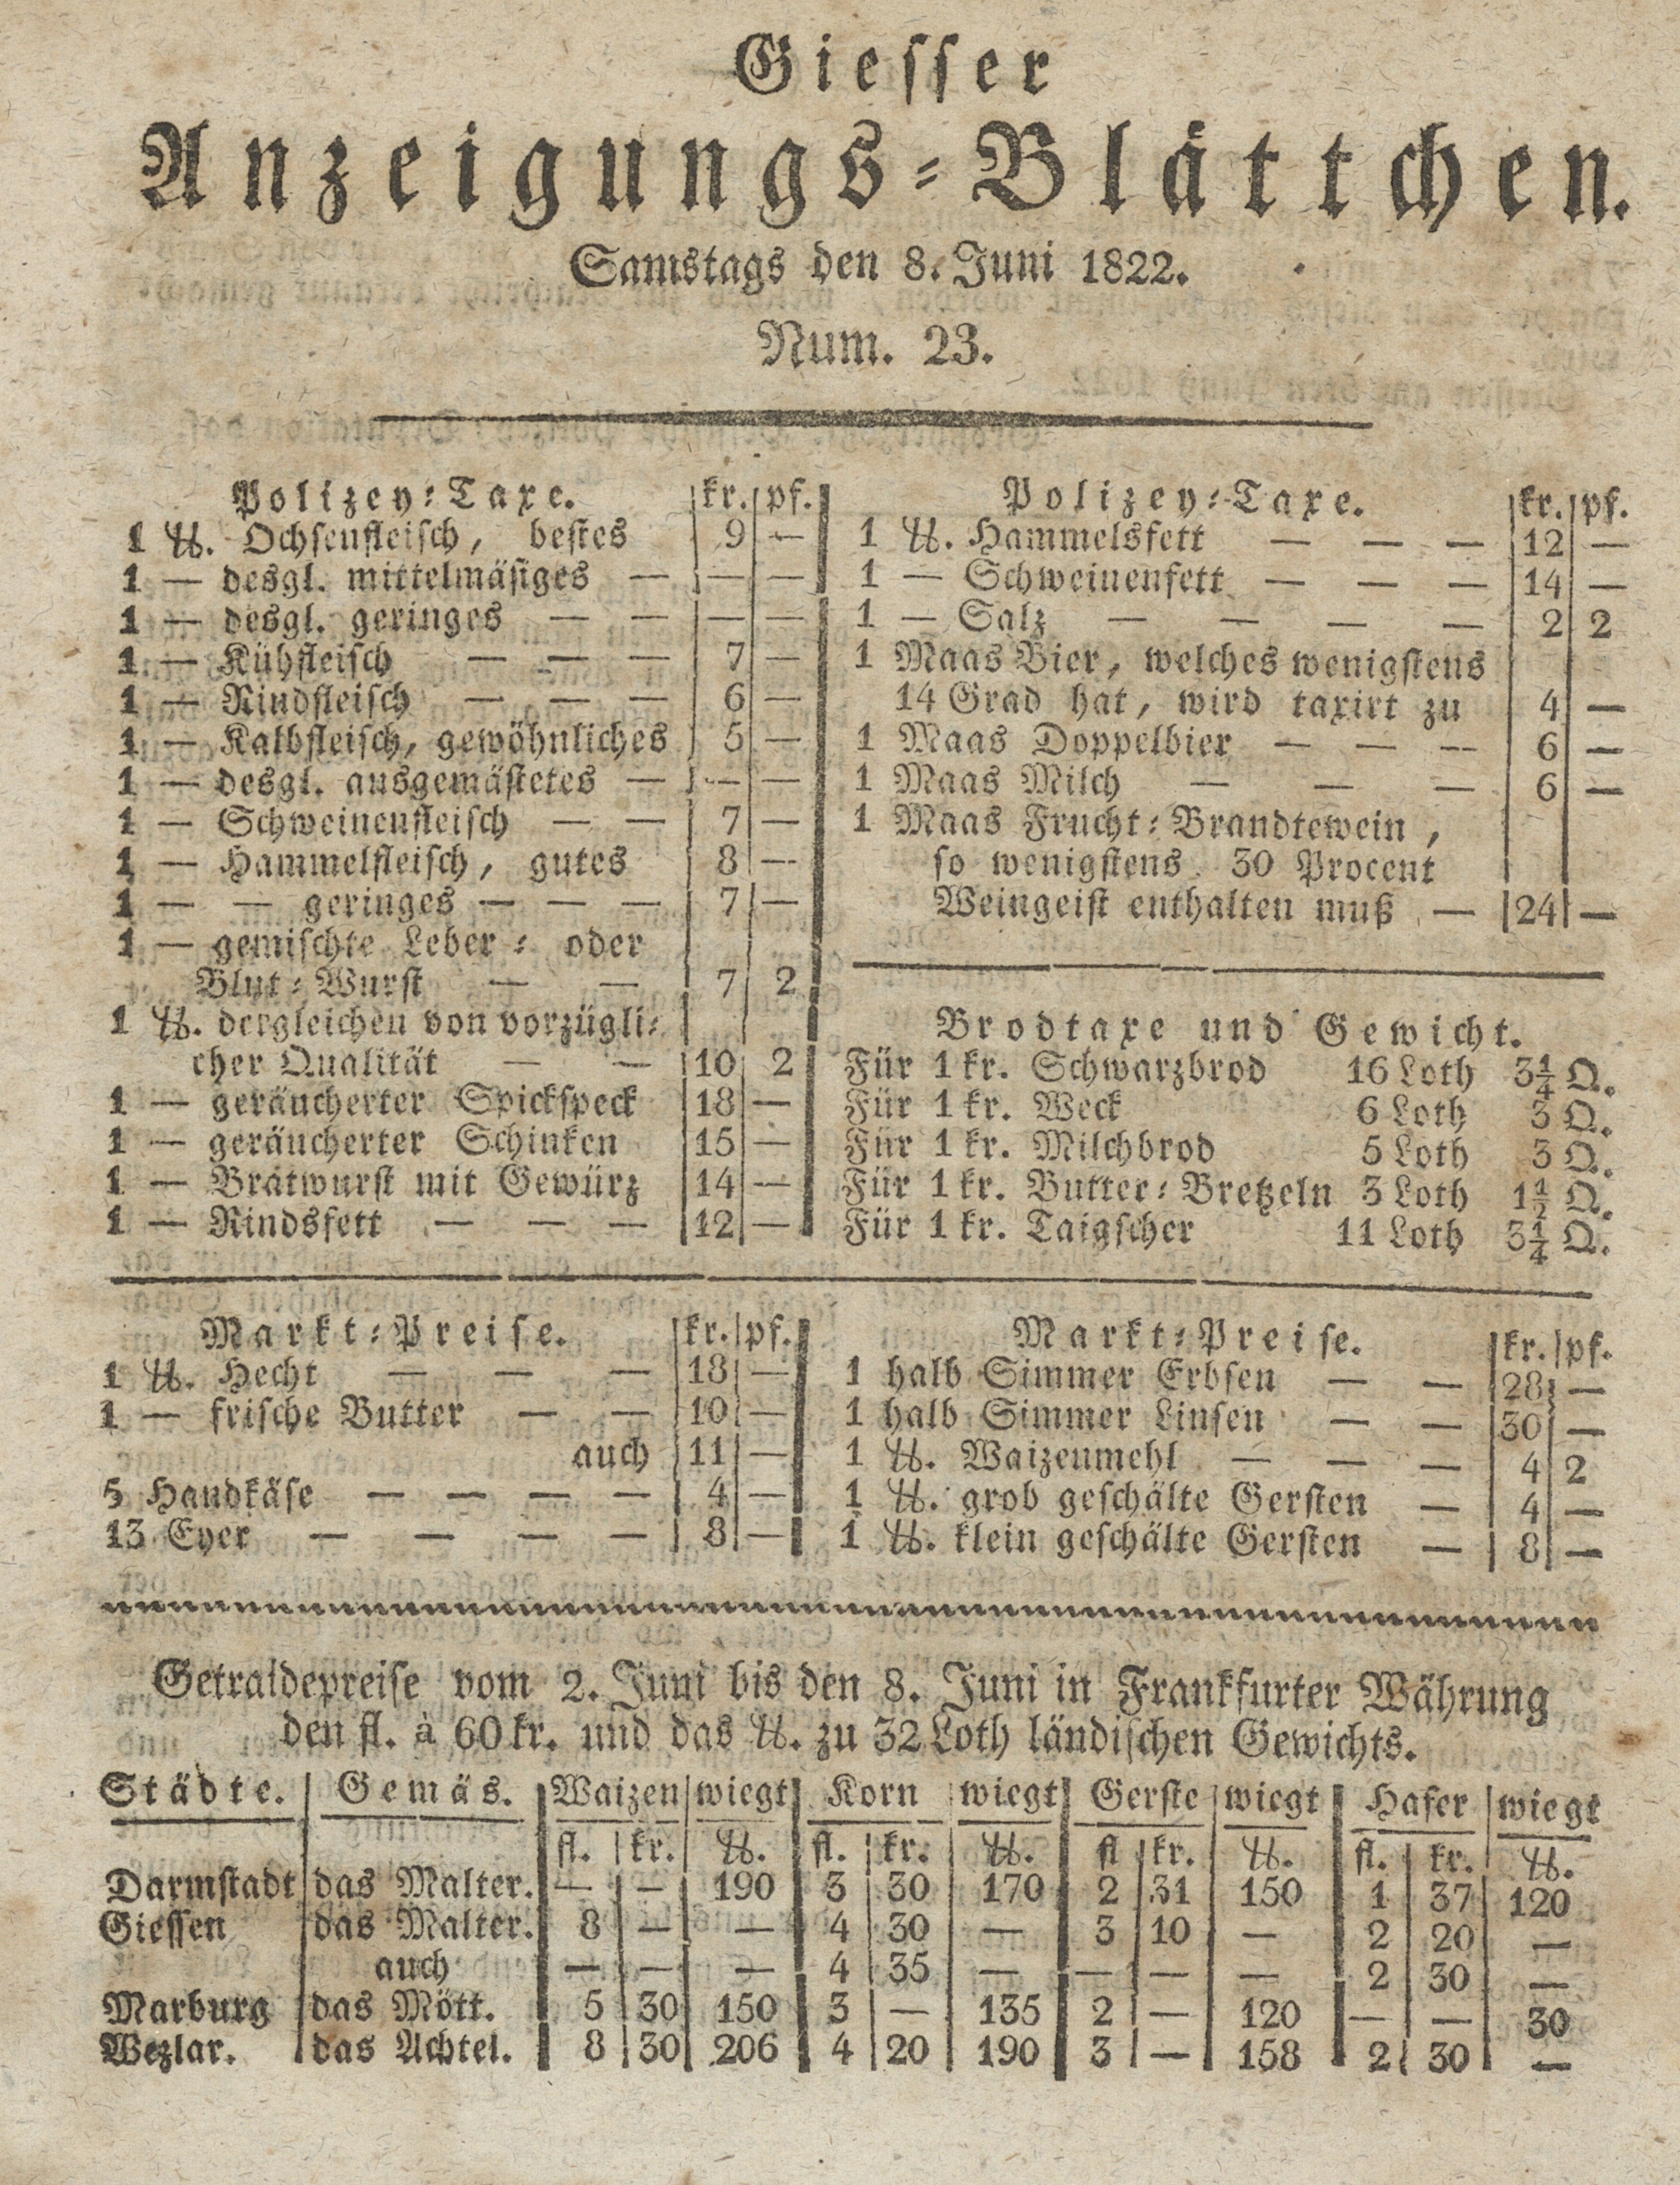 Giesser
Anzeigungs-Blättchen.
Samstags den 8. Juni 1822.
Num. 23.
Polizey-Taxe. kr. pf.
1 ℔. Ochsenfleisch, bestes 9 —
1 — desgl. mittelmäsiges — — —
1 — desgl. geringes — — — —
1 — Kühfleisch — — — 7 —
1 — Rindfleisch — — — 6 —
1 — Kalbfleisch, gewöhnliches 5 —
1 — desgl. ausgemästetes — — —
1 — Schweinenfleisch — — 7 —
1 — Hammelfleisch, gutes 8 —
1 — — geringes — — — 7 —
1 — gemischte Leber- oder
Blut-Wurst — — 7 2
1 ℔. dergleichen von vorzügli-
cher Qualität — — 10 2
1 — geräucherter Spickspeck 18 —
1 — geräucherter Schinken 15 —
1 — Bratwurst mit Gewürz 14 —
1 — Rindsfett — — — 12 —
Polizey-Taxe. kr. pf.
1 ℔. Hammelsfett — — — 12 —
1 — Schweinenfett — — — 14 —
1 — Salz — — — — 2 2
1 Maas Bier, welches wenigstens
14 Grad hat, wird taxirt zu 4 —
1 Maas Doppelbier — — — 6 —
1 Maas Milch — — — 6 —
1 Maas Frucht-Brandtewein,
so wenigstens 30 Procent
Weingeist enthalten muß — 24 —
Brodtaxe und Gewicht.
Für 1 kr. Schwarzbrod 16 Loth 3¼ Q.
Für 1 kr. Weck 6 Loth 3 Q.
Für 1 kr. Milchbrod 5 Loth 3 Q.
Für 1 kr. Butter-Bretzeln 3 Loth 1½ Q.
Für 1 kr. Taigscher 11 Loth 3¼ Q.
Markt-Preise. kr. pf.
1 ℔. Hecht — — — 18 —
1 — frische Butter — — 10 —
auch 11 —
5 Handkäse — — — — 4 —
13 Eyer — — — — 8 —
Markt-Preise. kr. pf.
1 halb Simmer Erbsen — — 28 —
1 halb Simmer Linsen — — 30 —
1 ℔. Waizenmehl — — — 4 2
1 ℔. grob geschälte Gersten — 4 —
1 ℔. klein geschälte Gersten — 8 —
Getraidepreise vom 2. Juni bis den 8. Juni in Frankfurter Währung
den fl. à 60 kr. und das ℔. zu 32 Loth ländischen Gewichts.
Städte. Gemäs. Waizen wiegt Korn wiegt Gerste wiegt Hafer wiegt
fl. kr. ℔. fl. kr. ℔. fl kr. ℔. fl. kr. ℔.
Darmstadt das Malter. — — 190 3 30 170 2 31 150 1 37 120
Giessen das Malter. 8 — — 4 30 — 3 10 — 2 20 —
auch — — — 4 35 — — — — 2 30 —
Marburg das Mött. 5 30 150 3 — 135 2 — 120 — — 30
Wezlar. das Achtel. 8 30 206 4 20 190 3 — 158 2 30 —